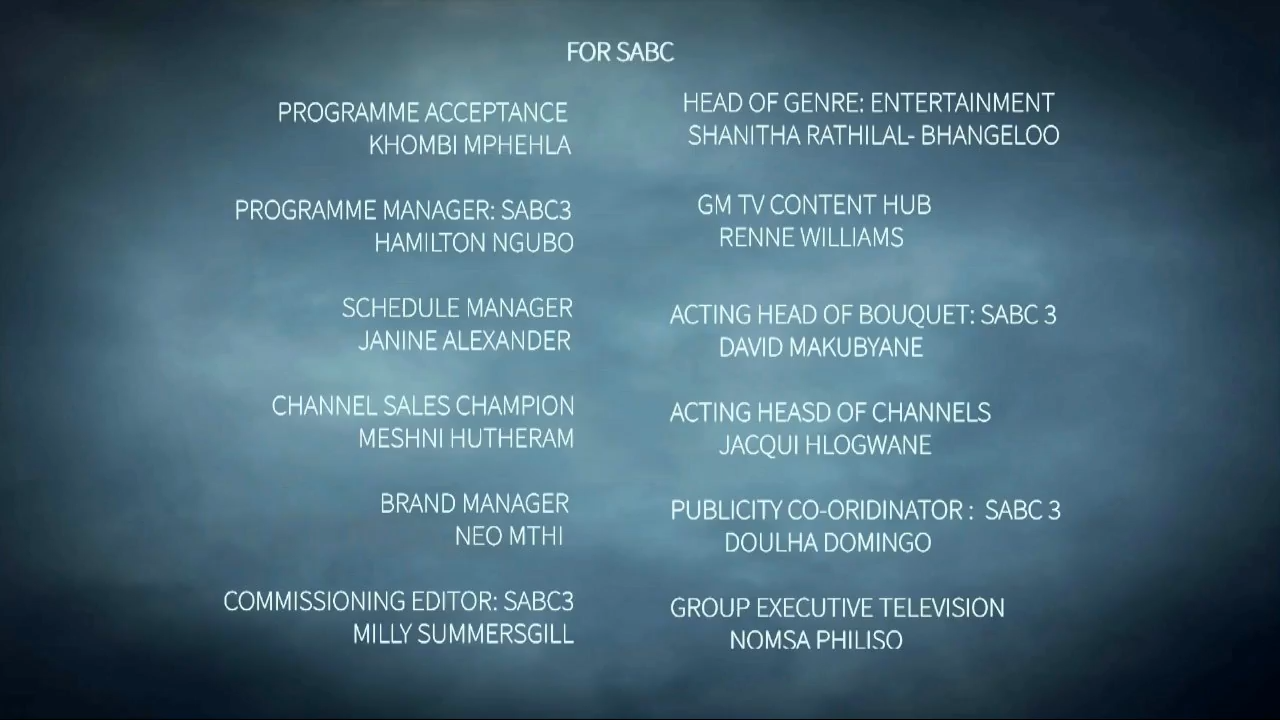 FOR SABC
PROGRAMME ACCEPTANCE
KHOMBI MPHEHLA
PROGRAMME MANAGER: SABC3
HAMILTON NGUBO
SCHEDULE MANAGER
JANINE ALEXANDER
CHANNEL SALES CHAMPION
MESHNI HUTHERAM
BRAND MANAGER
NEO MTHI
COMMISSIONING EDITOR: SABC3
MILLY SUMMERSGILL
HEAD OF GENRE: ENTERTAINMENT
SHANITHA RATHILAL- BHANGELOO
GM TV CONTENT HUB
RENNE WILLIAMS
ACTING HEAD OF BOUQUET: SABC 3
DAVID MAKUBYANE
ACTING HEASD OF CHANNELS
JACQUI HLOGWANE
PUBLICITY CO-ORIDINATOR : SABC 3
DOULHA DOMINGO
GROUP EXECUTIVE TELEVISION
NOMSA PHILISO